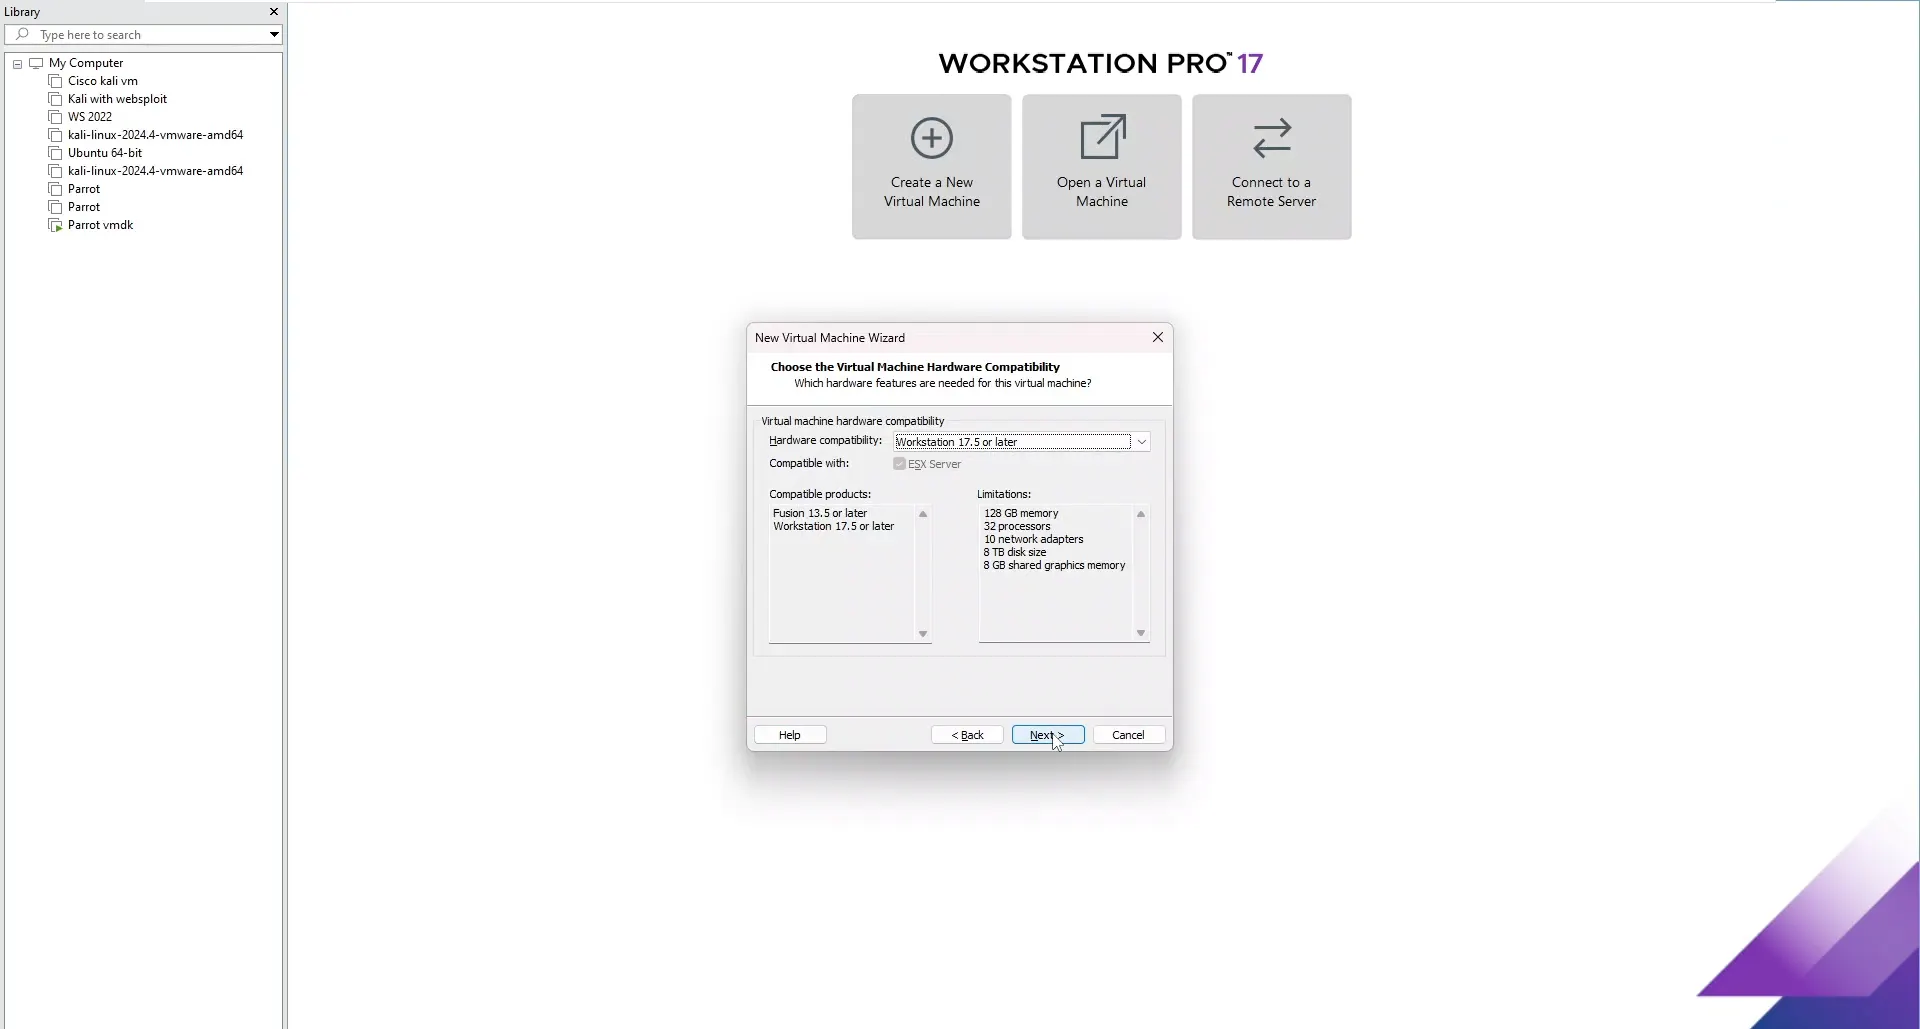 Library
Type here to search
My Computer
Cisco kali vm
Kali with websploit
WS 2022
kali-linux-2024.4-vmware-amd64
Ubuntu 64-bit
kali-linux-2024.4-vmware-amd64
Parrot
Parrot
Parrot vmdk
WORKSTATION PRO™ 17
Create a New
Virtual Machine
Open a Virtual
Machine
Connect to a
Remote Server
New Virtual Machine Wizard
Choose the Virtual Machine Hardware Compatibility
Which hardware features are needed for this virtual machine?
Virtual machine hardware compatibility
Hardware compatibility: Workstation 17.5 or later
Compatible with: ESX Server
Compatible products:
Fusion 13.5 or later
Workstation 17.5 or later
Limitations:
128 GB memory
32 processors
10 network adapters
8 TB disk size
8 GB shared graphics memory
Help < Back Next > Cancel